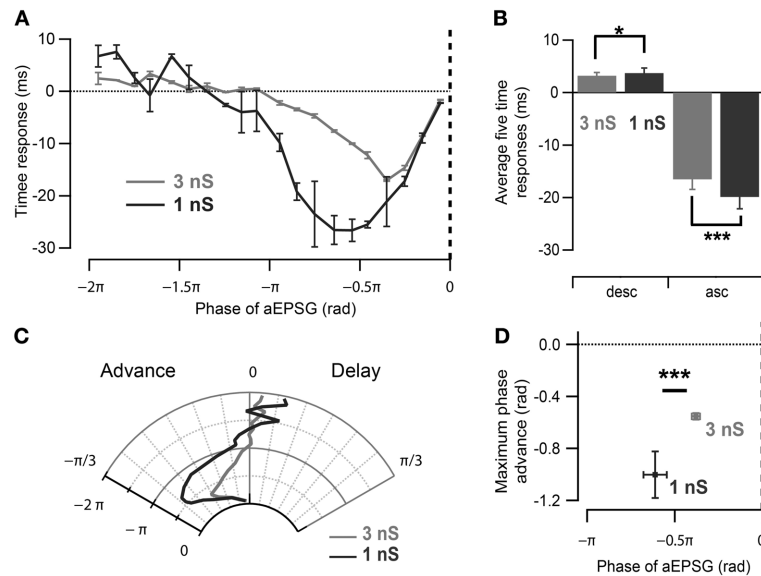 A
10
0
-10
-20
-30
Timee response (ms)
3 nS
1 nS
−2π
−1.5π
−π
−0.5π
0
Phase of aEPSG (rad)
B
10
0
-10
-20
-30
Average five time
responses (ms)
*
3 nS
1 nS
***
desc
asc
C
Advance
0
Delay
−π/3
π/3
−2 π
− π
0
3 nS
1 nS
D
0.0
-0.4
-0.8
-1.2
Maximum phase
advance (rad)
***
3 nS
1 nS
−π
−0.5π
0
Phase of aEPSG (rad)